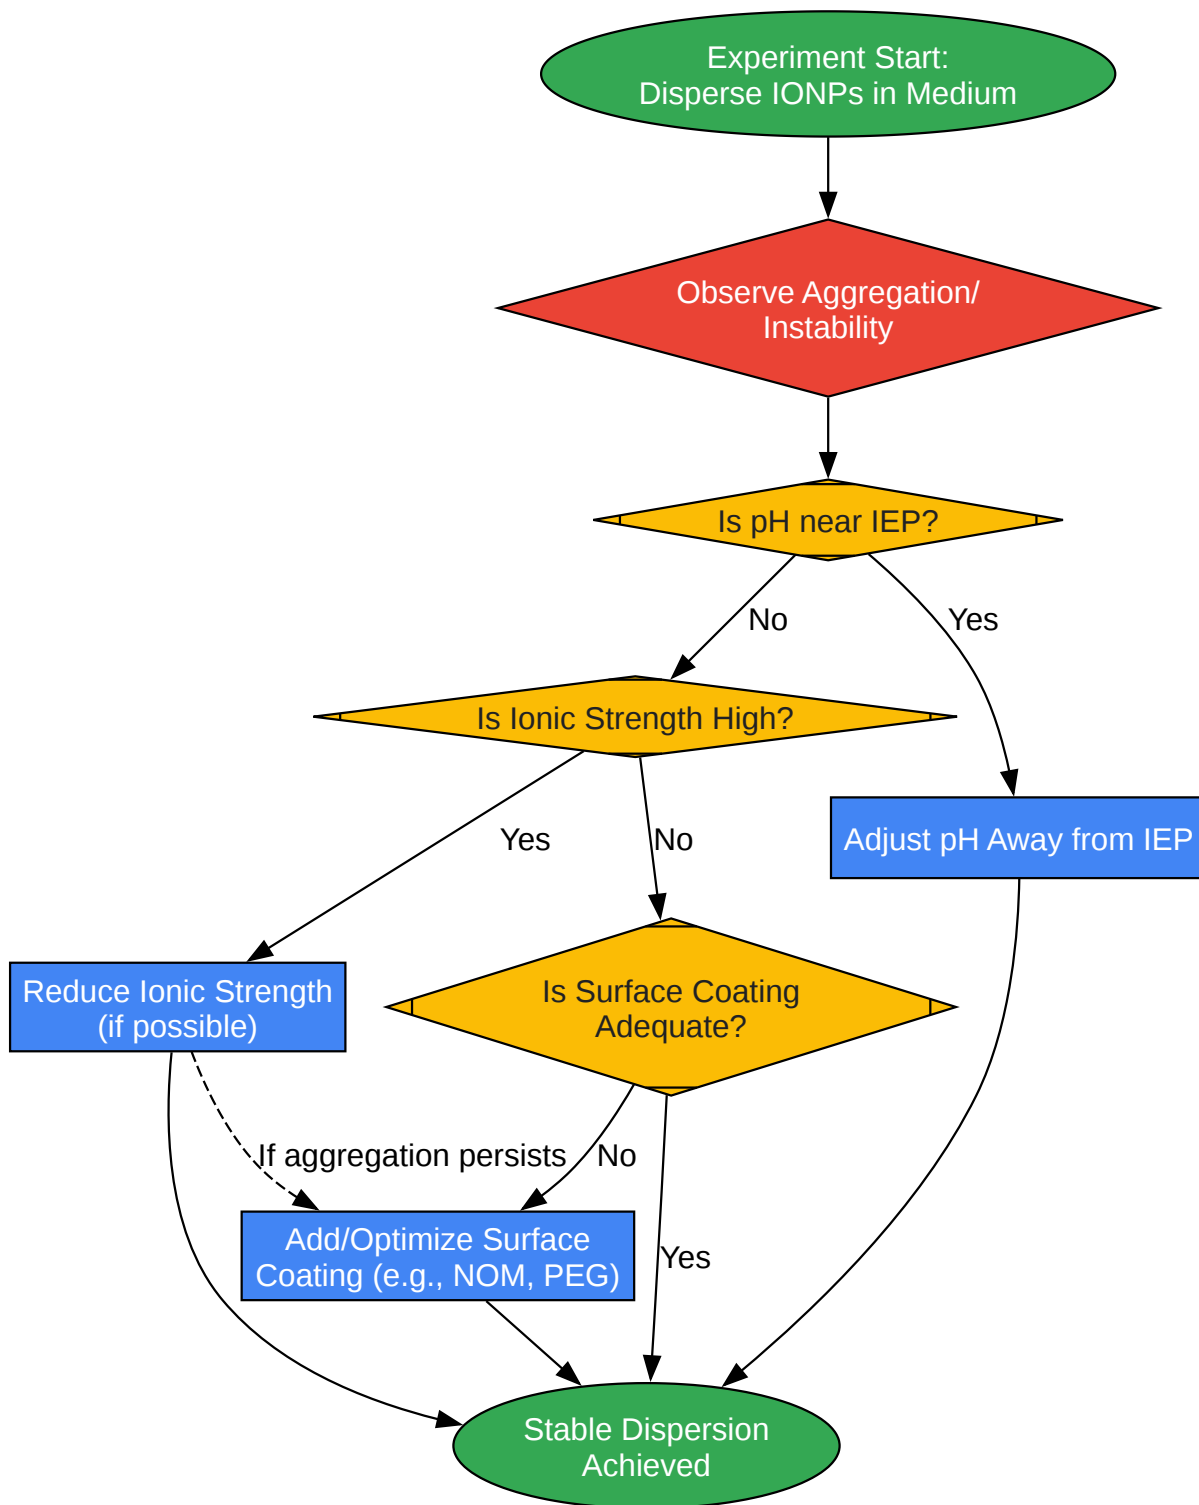 Experiment Start:
Disperse IONPs in Medium
Observe Aggregation/
Instability
Is pH near IEP?
No
Yes
Is Ionic Strength High?
Yes
No
Adjust pH Away from IEP
Reduce Ionic Strength
(if possible)
Is Surface Coating
Adequate?
If aggregation persists
No
Add/Optimize Surface
Coating (e.g., NOM, PEG)
Yes
Stable Dispersion
Achieved